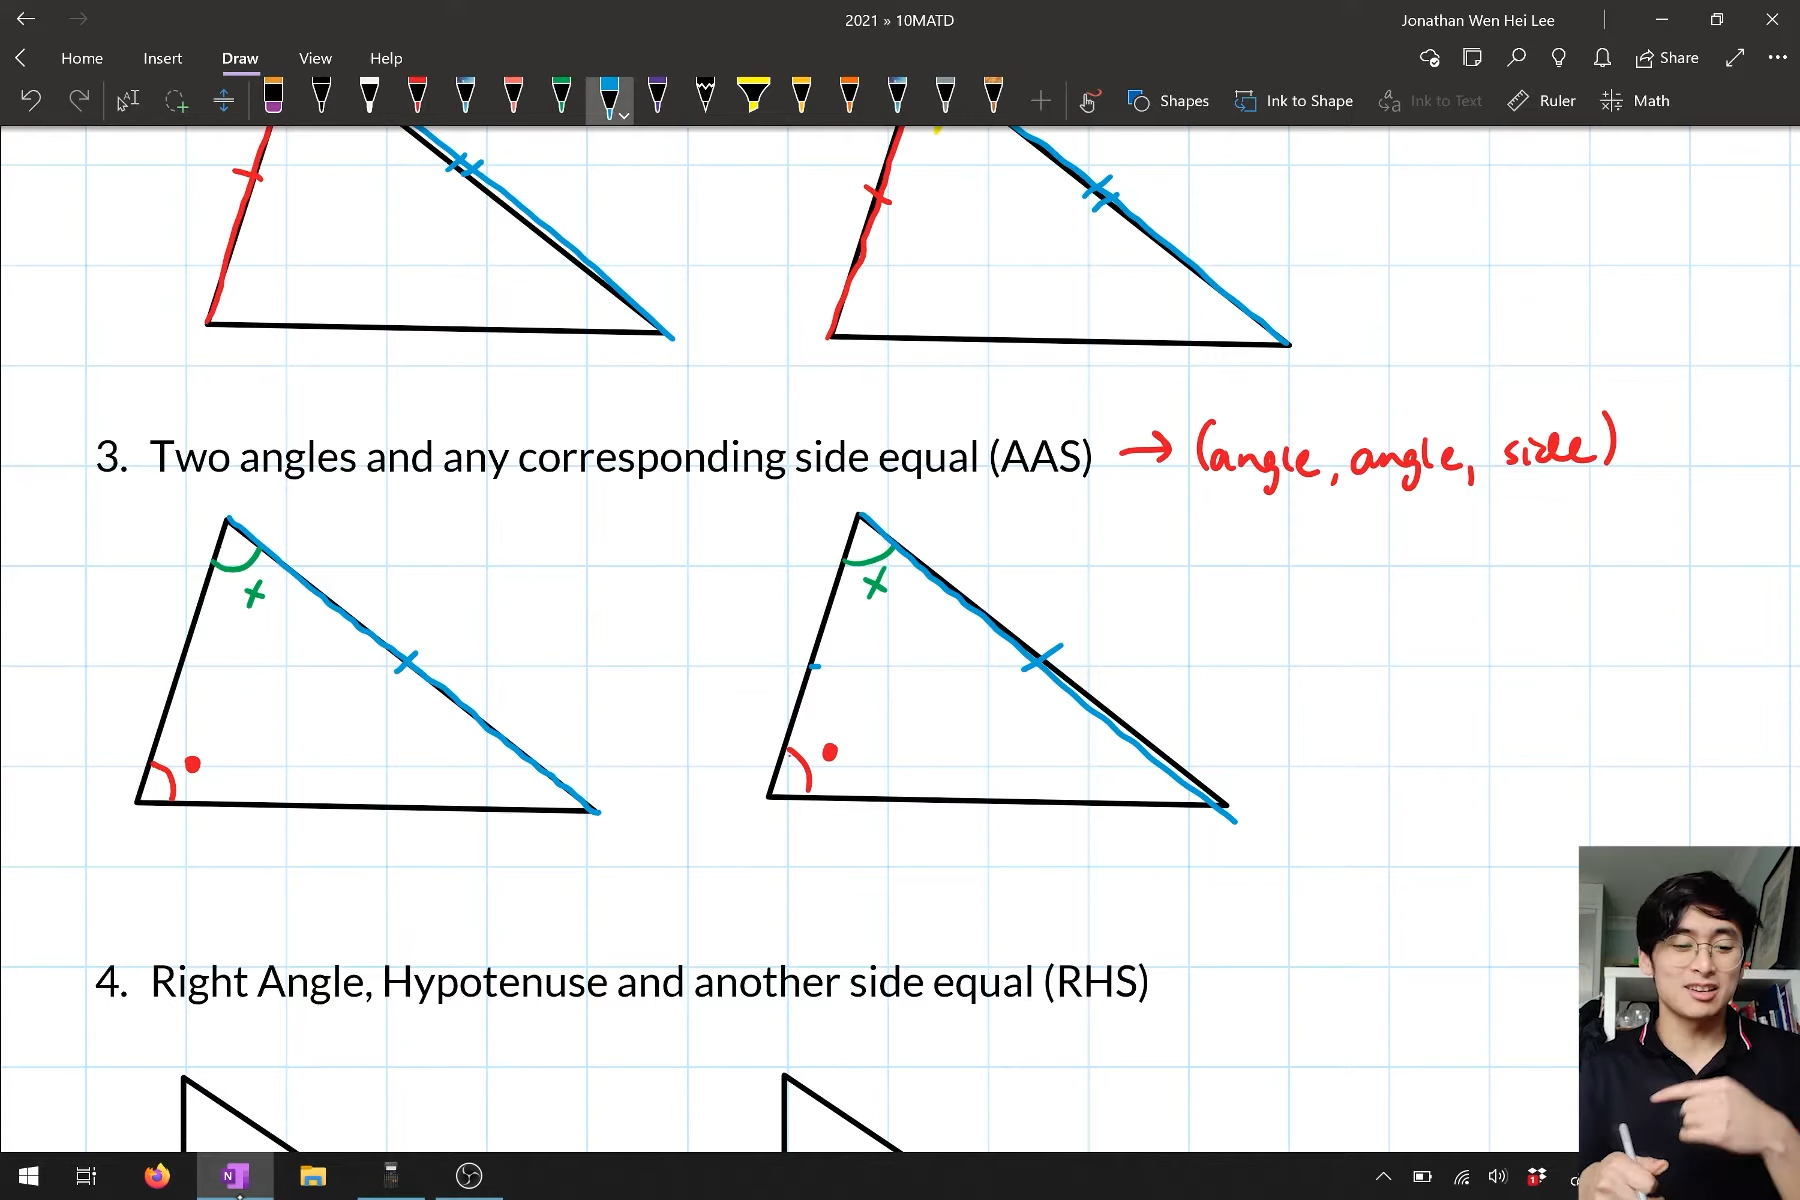 2021 » 10MATD
Jonathan Wen Hei Lee
Home Insert Draw View Help
Share
Shapes Ink to Shape Ink to Text Ruler Math
3. Two angles and any corresponding side equal (AAS) → (angle, angle, side)
x
x
4. Right Angle, Hypotenuse and another side equal (RHS)
N
1